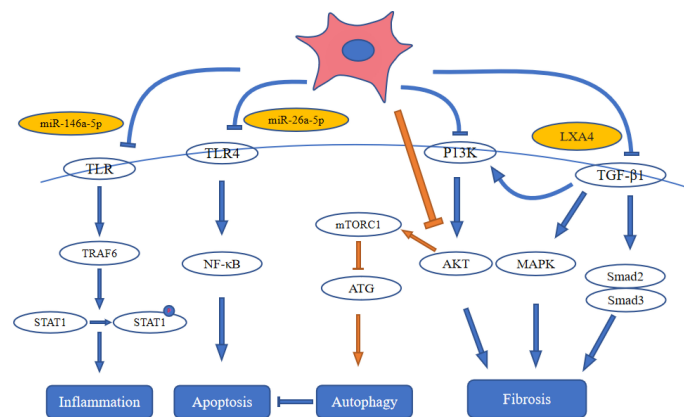 miR-146a-5p
miR-26a-5p
LXA4
TLR
TLR4
P13K
TGF-β1
TRAF6
NF-κB
mTORC1
AKT
MAPK
Smad2
Smad3
ATG
STAT1
STAT1
Inflammation
Apoptosis
Autophagy
Fibrosis